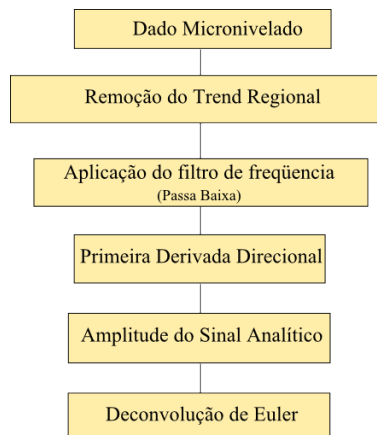 Dado Micronivelado
Remoção do Trend Regional
Aplicação do filtro de freqüencia
(Passa Baixa)
Primeira Derivada Direcional
Amplitude do Sinal Analítico
Deconvolução de Euler